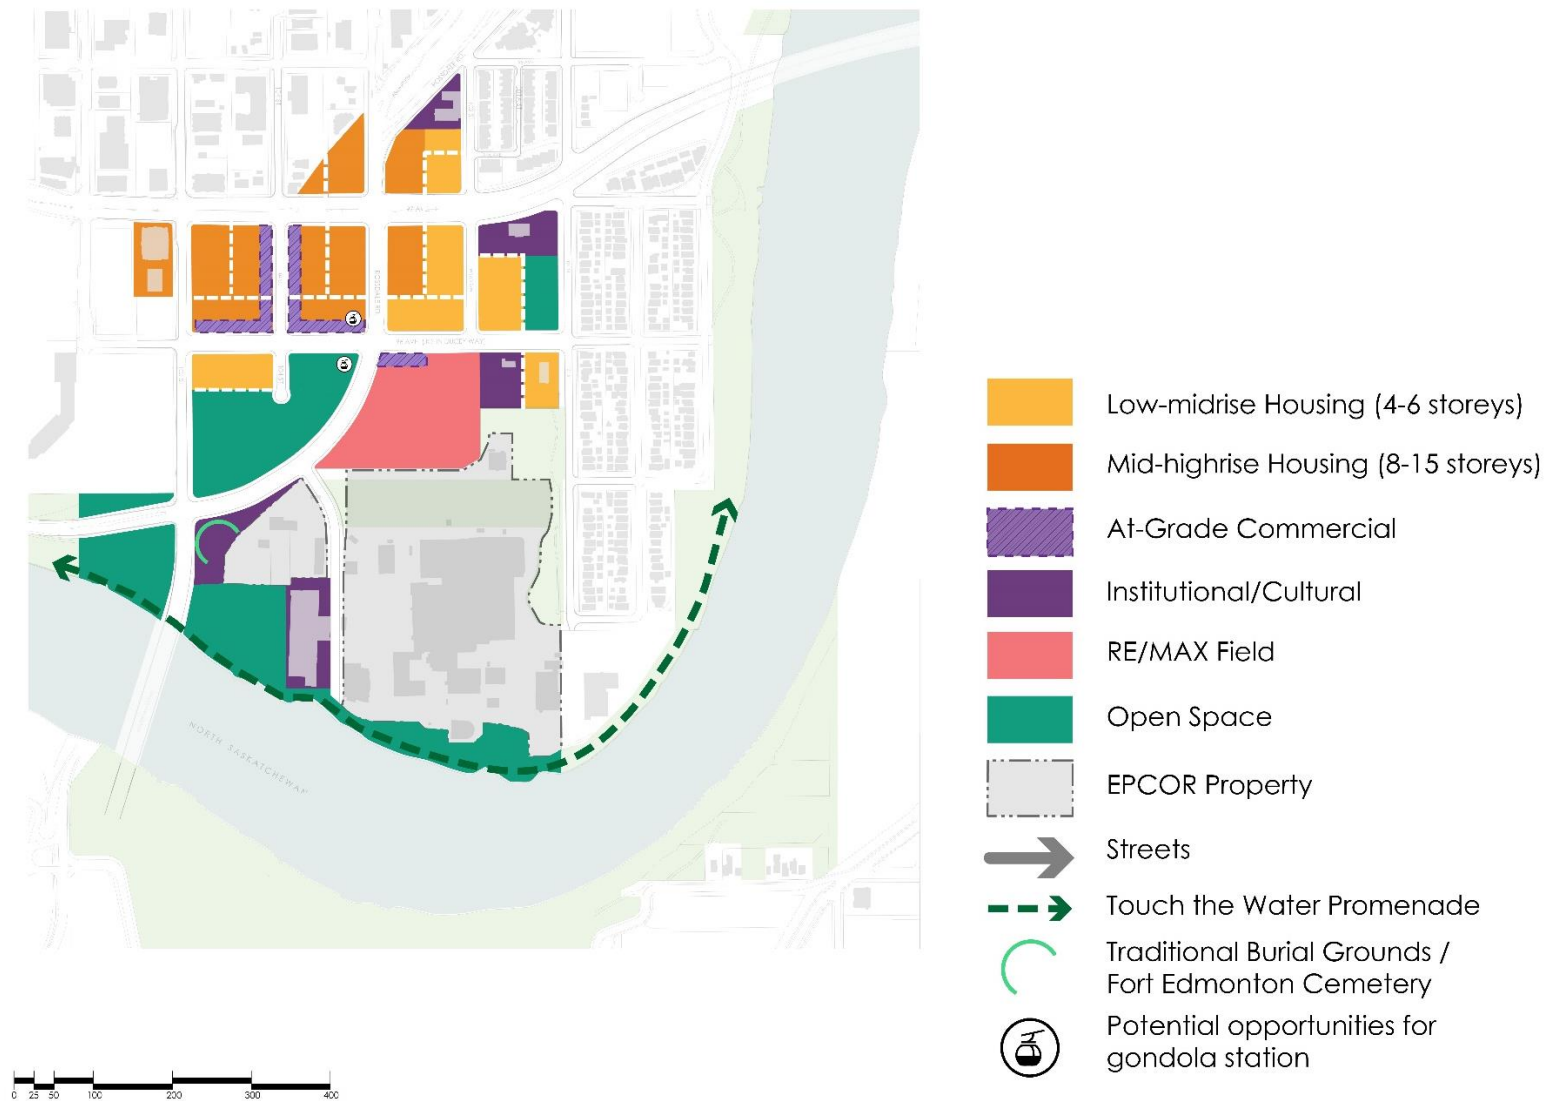 NORTH SASKATCHEWAN
0 25 50 100 200 300 400
Low-midrise Housing (4-6 storeys)
Mid-highrise Housing (8-15 storeys)
At-Grade Commercial
Institutional/Cultural
RE/MAX Field
Open Space
EPCOR Property
Streets
Touch the Water Promenade
Traditional Burial Grounds /
Fort Edmonton Cemetery
Potential opportunities for
gondola station